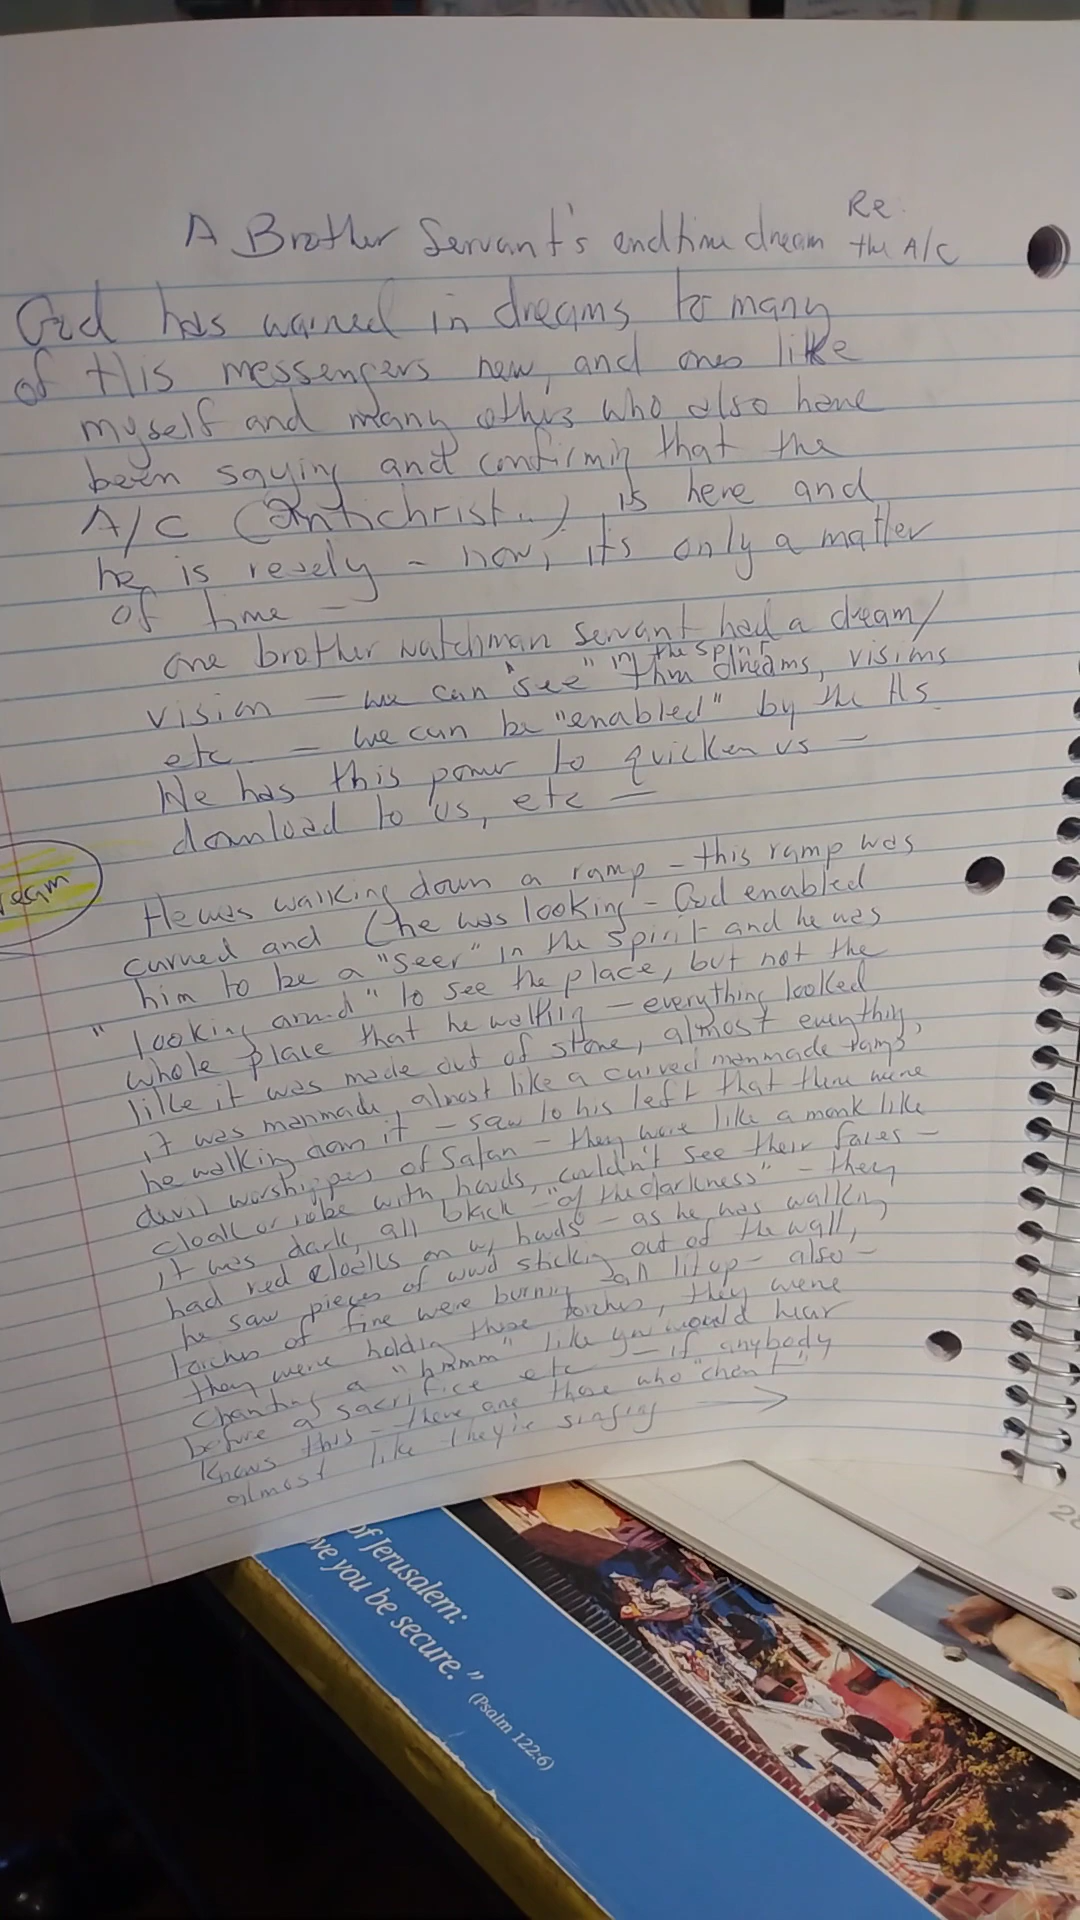 A Brother Servant's endtime dream Re. the A/C
God has warned in dreams to many
of His messengers now, and ones like
myself and many others who also have
been saying and confirming that the
A/C (antichrist..) is here and
he is ready - now, it's only a matter
of time -
one brother watchman servant had a dream/
vision - we can "see" in the spirit thru dreams, visions
etc - we can be "enabled" by the HS.
He has this power to quicken us -
download to us, etc -
Dream
He was walking down a ramp - this ramp was
curved and (he was looking - God enabled
him to be a "seer" in the spirit and he was
"looking around" to see the place, but not the
whole place that he walking - everything looked
like it was made out of stone, almost everything,
it was manmade, almost like a curved manmade ramp
he walking down it - saw to his left that there were
devil worshippers of Satan - they were like a monk like
cloak or robe with hoods, couldn't see their faces -
it was dark, all black - "of the darkness" - they
had red cloaks on w/ hoods - as he was walking
he saw pieces of wood sticking out of the wall,
torches of fire were burning all lit up - also -
they were holding those torches, they were
chanting a "hmmm" like you would hear
before a sacrifice etc - if anybody
knows this - there are those who "chant"
almost like they're singing →
of Jerusalem:
ve you be secure."
(Psalm 122:6)